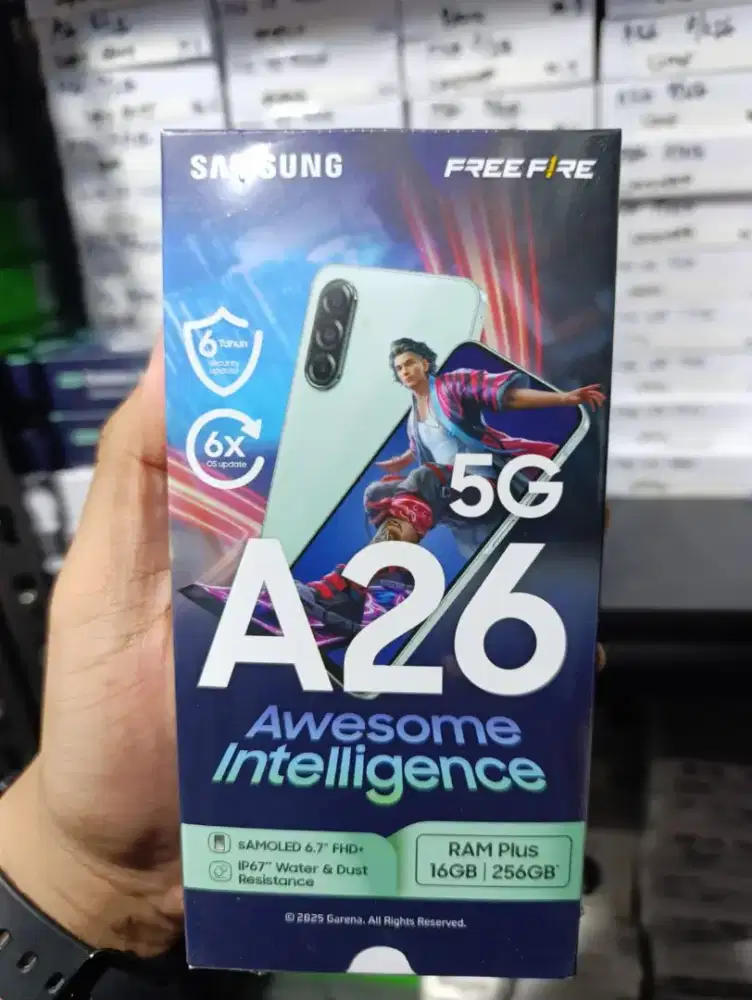 SAMSUNG
FREE FIRE
6 Tahun
security
update
6x
OS update
5G
A26
Awesome
Intelligence
sAMOLED 6.7" FHD+
IP67** Water & Dust
Resistance
RAM Plus
16GB | 256GB*
© 2025 Garena. All Rights Reserved.